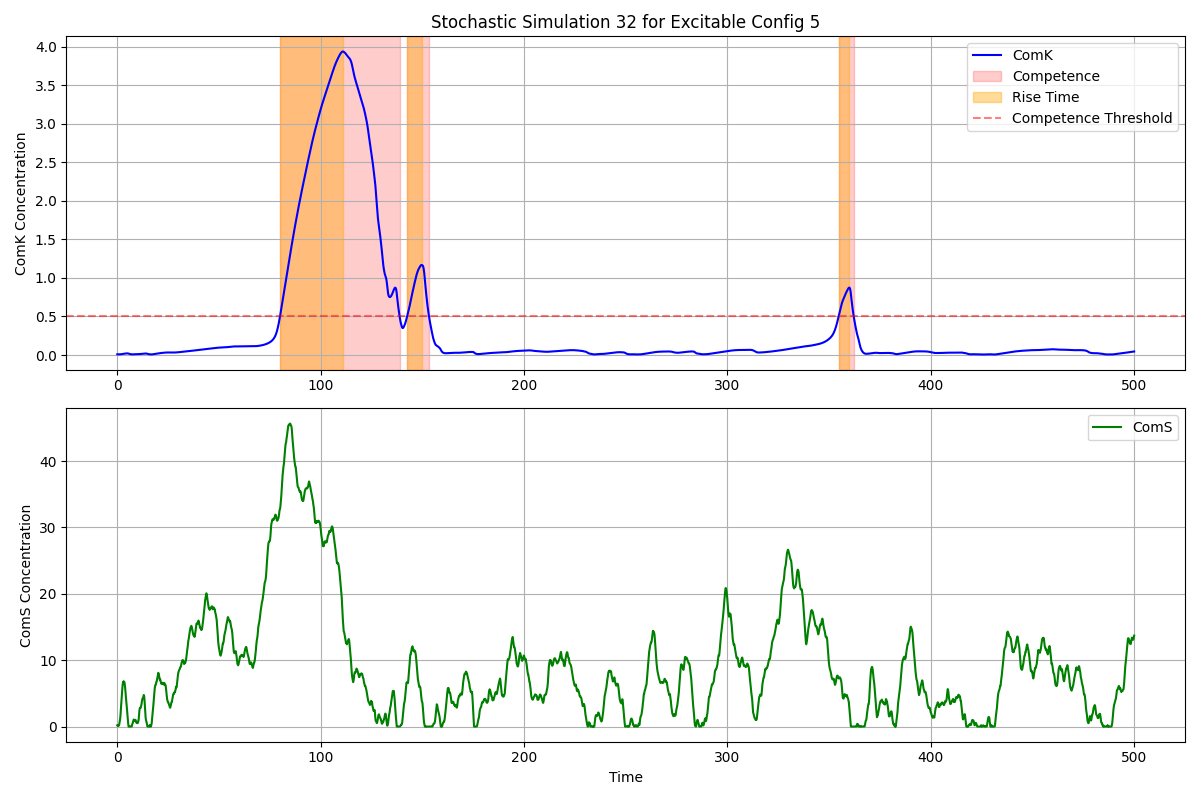 Stochastic Simulation 32 for Excitable Config 5
ComK Concentration
4.0
3.5
3.0
2.5
2.0
1.5
1.0
0.5
0.0
ComK
Competence
Rise Time
Competence Threshold
0 100 200 300 400 500
ComS Concentration
40
30
20
10
0
ComS
0 100 200 300 400 500
Time